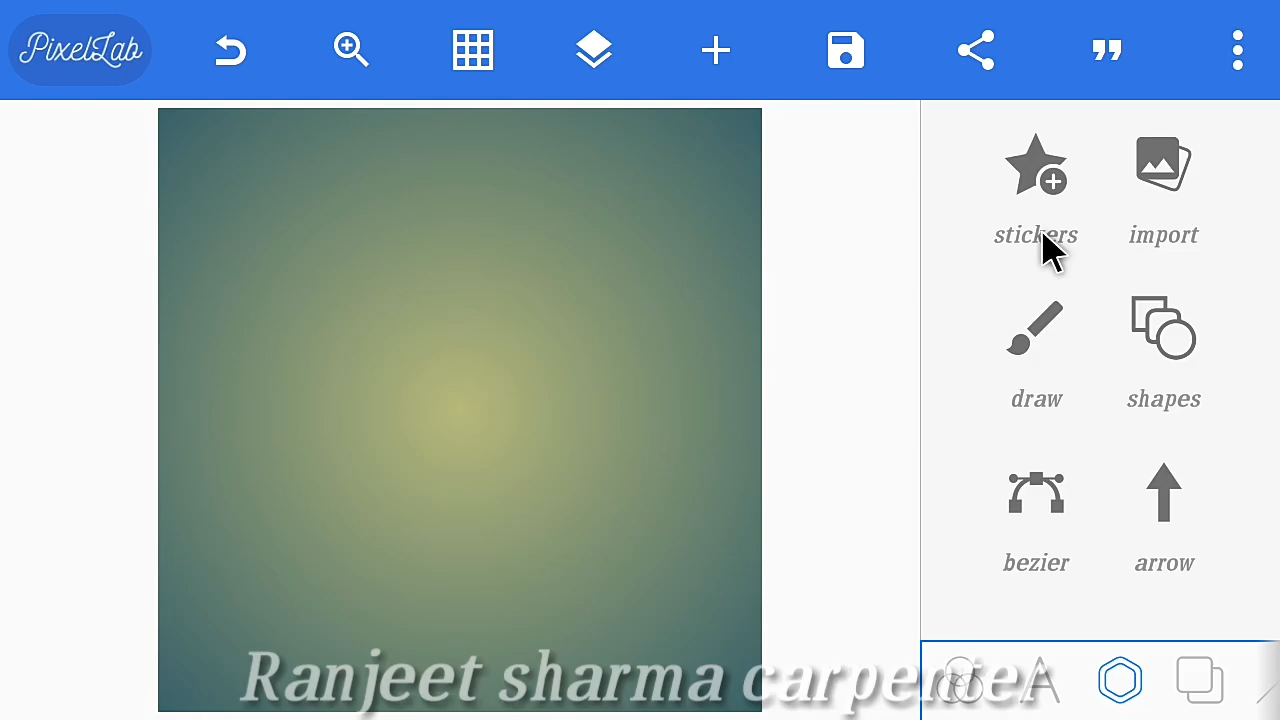 PixelLab
stickers
import
draw
shapes
bezier
arrow
Ranjeet sharma carpenter